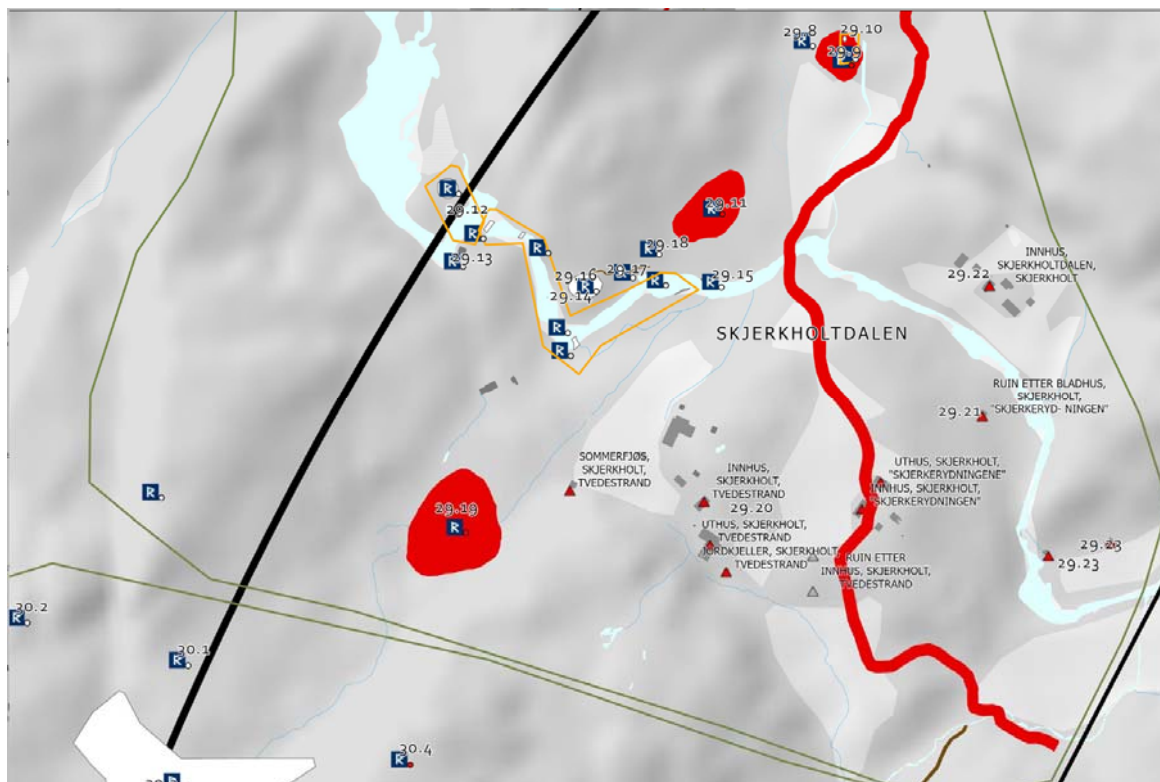 29.8
29.10
29.9
29.11
29.12
29.13
29.18
29.17
29.16
29.14
29.15
INNHUS,
SKJERKHOLTDALEN,
SKJERKHOLT
29.22
SKJERKHOLTDALEN
RUIN ETTER BLADHUS,
SKJERKHOLT,
"SKJERKERYD- NINGEN"
29.21
SOMMERFJØS,
SKJERKHOLT,
TVEDESTRAND
INNHUS,
SKJERKHOLT,
TVEDESTRAND
29.20
UTHUS, SKJERKHOLT,
"SKJERKERYDNINGENE"
INNHUS, SKJERKHOLT,
"SKJERKERYDNINGEN"
29.19
UTHUS, SKJERKHOLT,
TVEDESTRAND
JORDKJELLER, SKJERKHOLT,
TVEDESTRAND
RUIN ETTER
INNHUS, SKJERKHOLT,
TVEDESTRAND
29.23
29.23
30.2
30.1
30.4